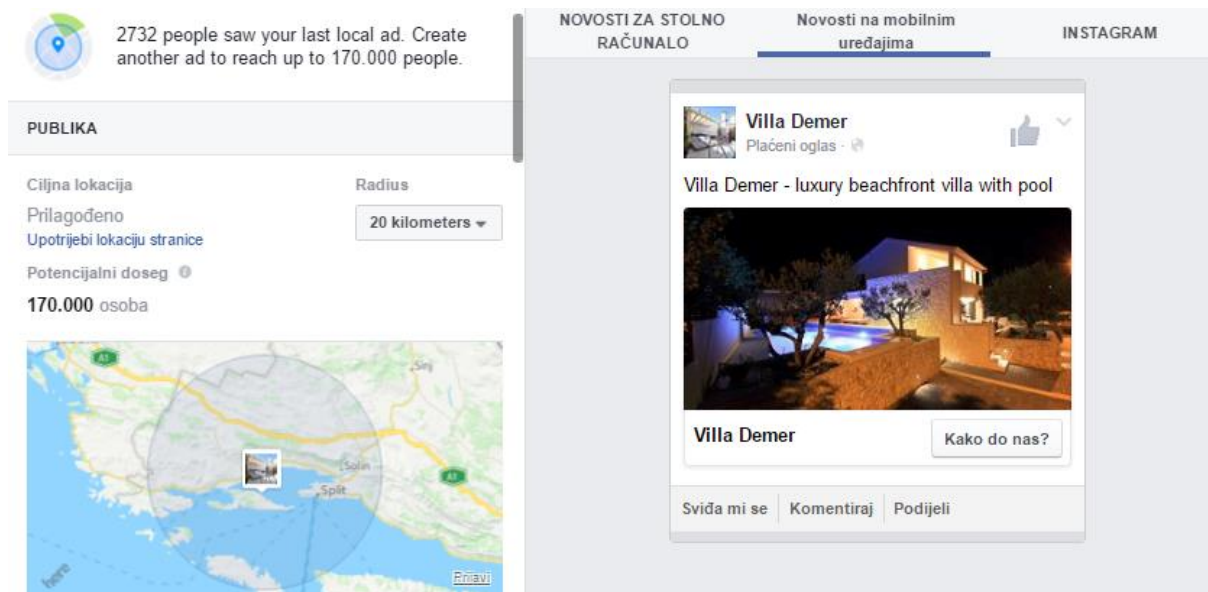 2732 people saw your last local ad. Create
another ad to reach up to 170.000 people.
PUBLIKA
Ciljna lokacija
Radius
Prilagođeno
20 kilometers
Upotrijebi lokaciju stranice
Potencijalni doseg
170.000 osoba
A1
Sinj
Solin
A1
Split
here
Prijavi
NOVOSTI ZA STOLNO
RAČUNALO
Novosti na mobilnim
uređajima
INSTAGRAM
Villa Demer
Plaćeni oglas ·
Villa Demer - luxury beachfront villa with pool
Villa Demer
Kako do nas?
Sviđa mi se
Komentiraj
Podijeli